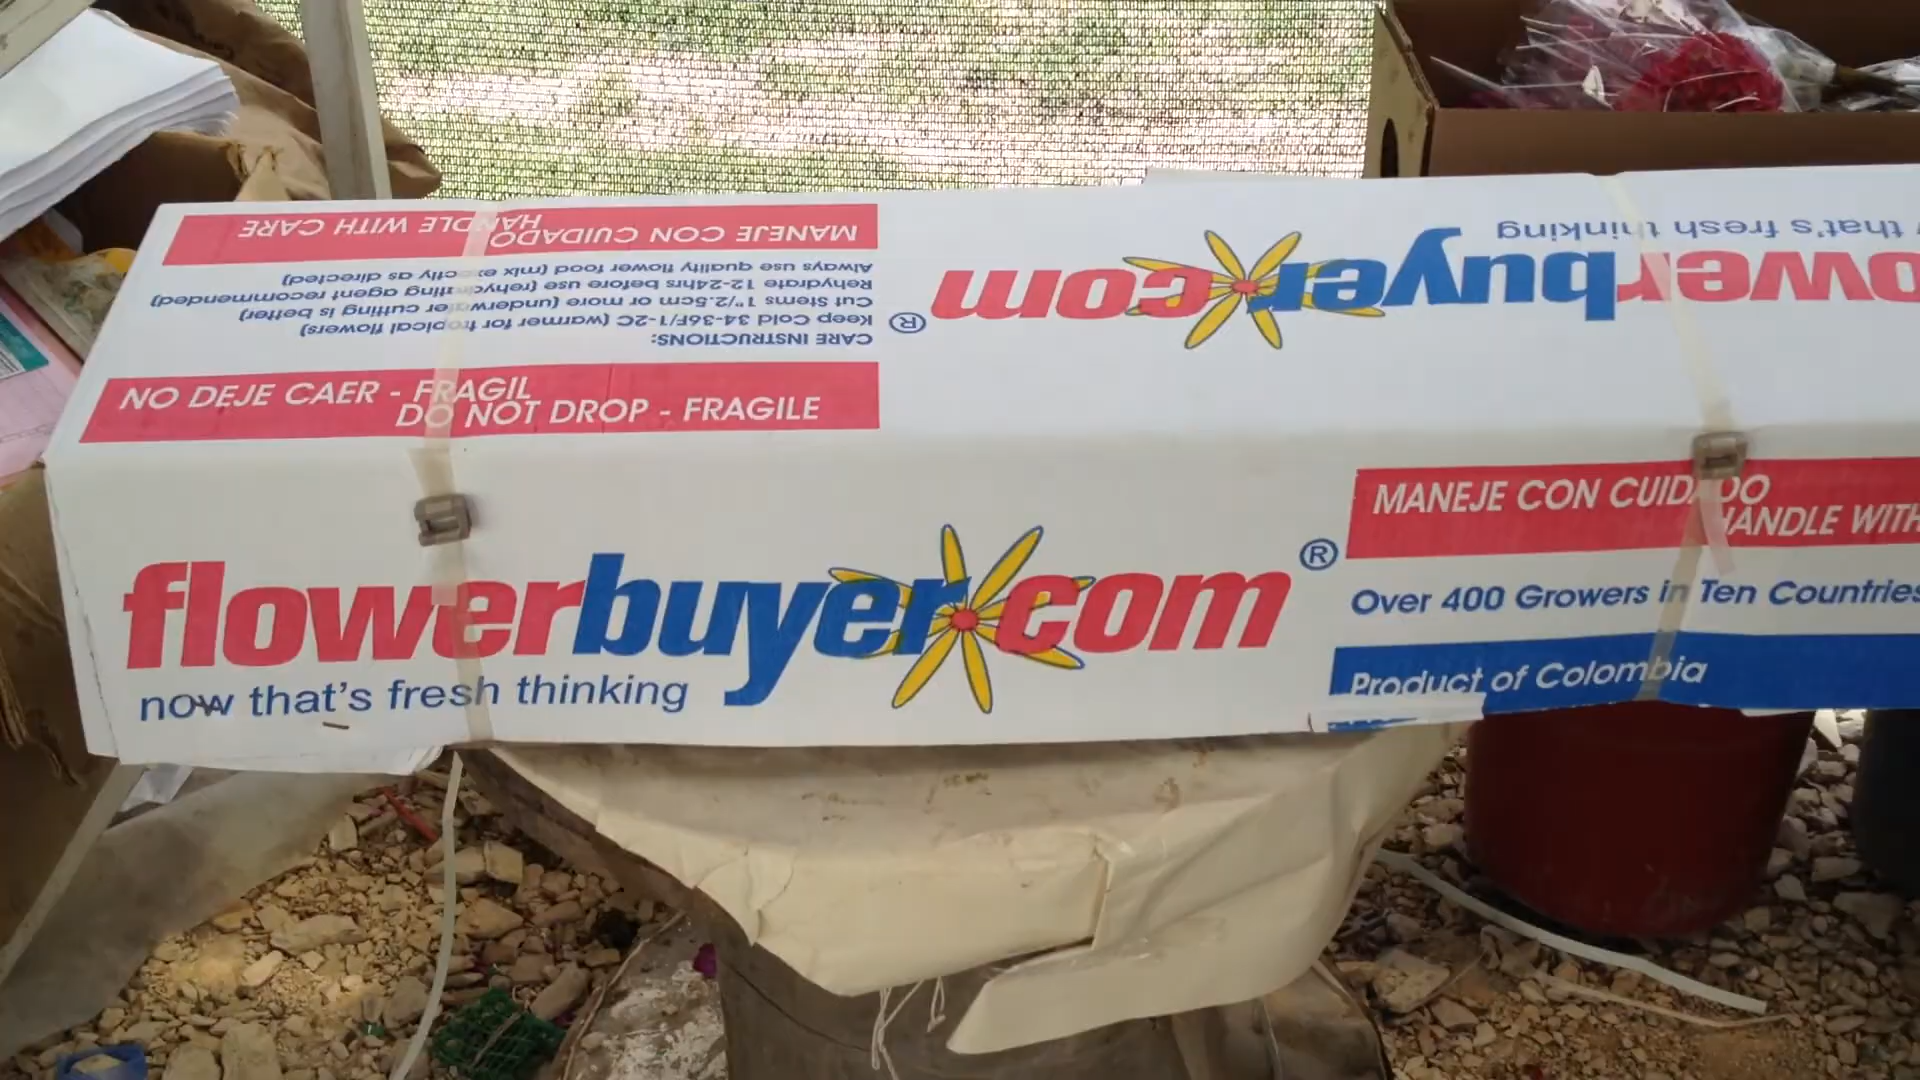 MANEJE CON CUIDADO
HANDLE WITH CARE
Always use quality flower food (mix exactly as directed)
Rehydrate 12-24hrs before use (rehydrating agent recommended)
Cut Stems 1"/2.5cm or more (underwater cutting is better)
Keep Cold 34-36F/1-2C (warmer for tropical flowers)
CARE INSTRUCTIONS:
NO DEJE CAER - FRAGIL
DO NOT DROP - FRAGILE
that's fresh thinking
owerbuyer.com®
flowerbuyer.com®
now that's fresh thinking
MANEJE CON CUIDADO
HANDLE WITH
Over 400 Growers in Ten Countries
Product of Colombia